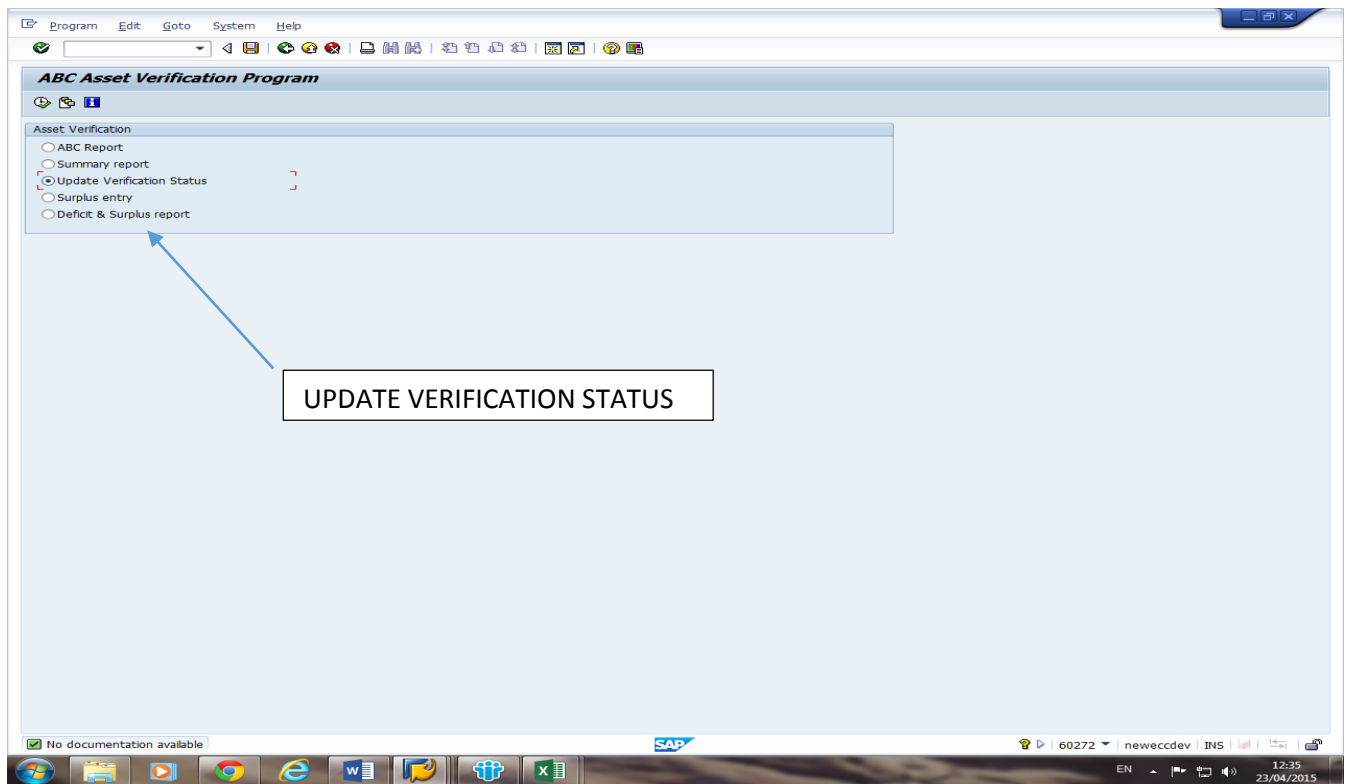 Program Edit Goto System Help
ABC Asset Verification Program
Asset Verification
ABC Report
Summary report
Update Verification Status
Surplus entry
Deficit & Surplus report
UPDATE VERIFICATION STATUS
No documentation available
SAP
60272 neweccdev INS
EN
12:35
23/04/2015